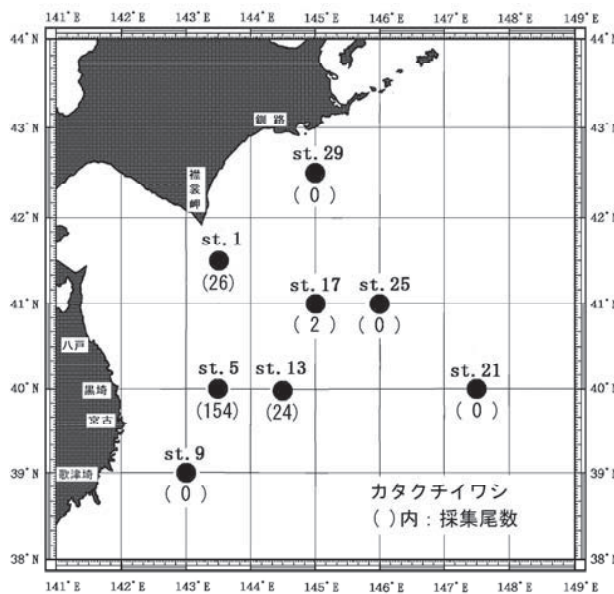 141° E 142° E 143° E 144° E 145° E 146° E 147° E 148° E 149° E
44° N 44° N
43° N 43° N
釧 路
st.29
( 0 )
襟裳岬
42° N 42° N
st.1
(26)
st.17 st.25
( 2 ) ( 0 )
41° N 41° N
八戸
st.5 st.13 st.21
黒埼
40° N 40° N
(154) (24) ( 0 )
宮古
st.9
歌津埼
39° N 39° N
( 0 )
カタクチイワシ
( )内：採集尾数
38° N 38° N
141° E 142° E 143° E 144° E 145° E 146° E 147° E 148° E 149° E